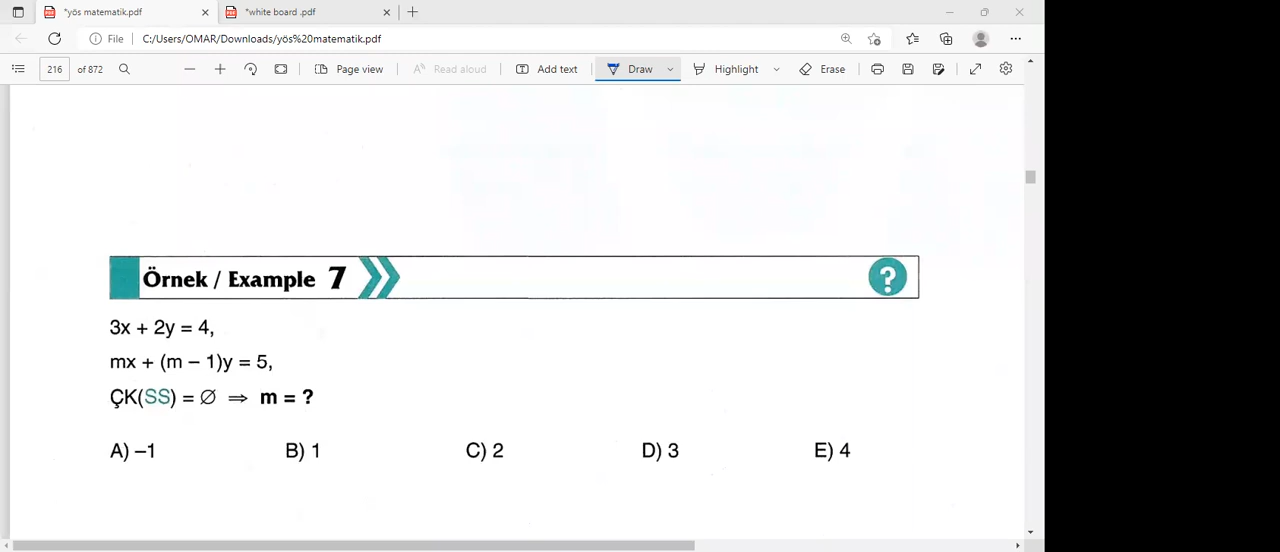 *yös matematik.pdf
*white board .pdf
File
C:/Users/OMAR/Downloads/yös%20matematik.pdf
216 of 872
Page view
Read aloud
Add text
Draw
Highlight
Erase
Örnek / Example 7
?
3x + 2y = 4,
mx + (m − 1)y = 5,
ÇK(SS) = ∅ ⇒ m = ?
A) −1 B) 1 C) 2 D) 3 E) 4